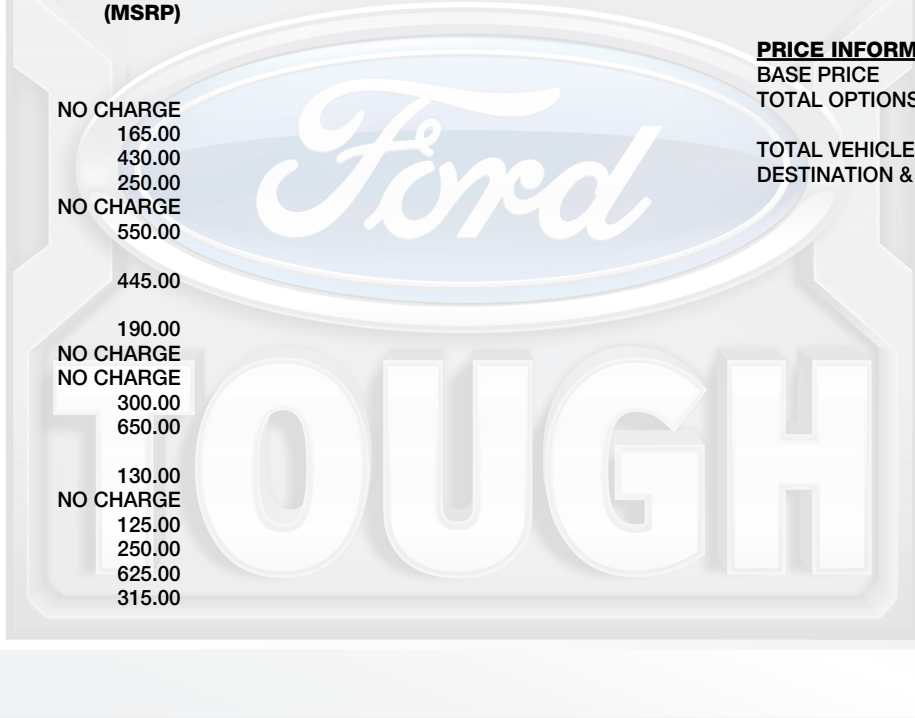 (MSRP)
NO CHARGE
165.00
430.00
250.00
NO CHARGE
550.00
445.00
190.00
NO CHARGE
NO CHARGE
300.00
650.00
130.00
NO CHARGE
125.00
250.00
625.00
315.00
PRICE INFORM
BASE PRICE
TOTAL OPTIONS
TOTAL VEHICLE
DESTINATION &
Ford
TOUGH